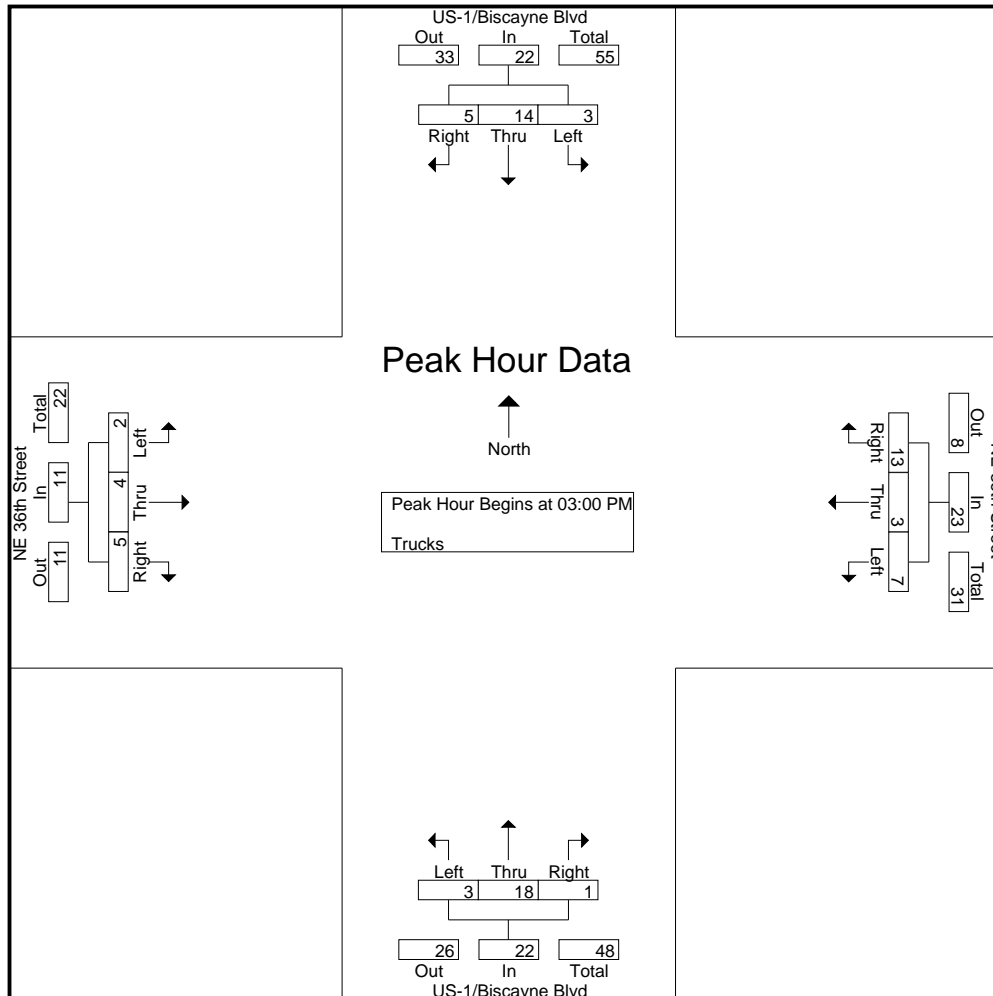 US-1/Biscayne Blvd
Out In Total
33 22 55
5 14 3
Right Thru Left
Peak Hour Data
North
Peak Hour Begins at 03:00 PM
Trucks
NE 36th Street
Total In Out
22 11 11
2 4 5
Left Thru Right
Out In Total
8 23 31
13 3 7
Right Thru Left
Street
Left Thru Right
3 18 1
26 22 48
Out In Total
US-1/Biscayne Blvd